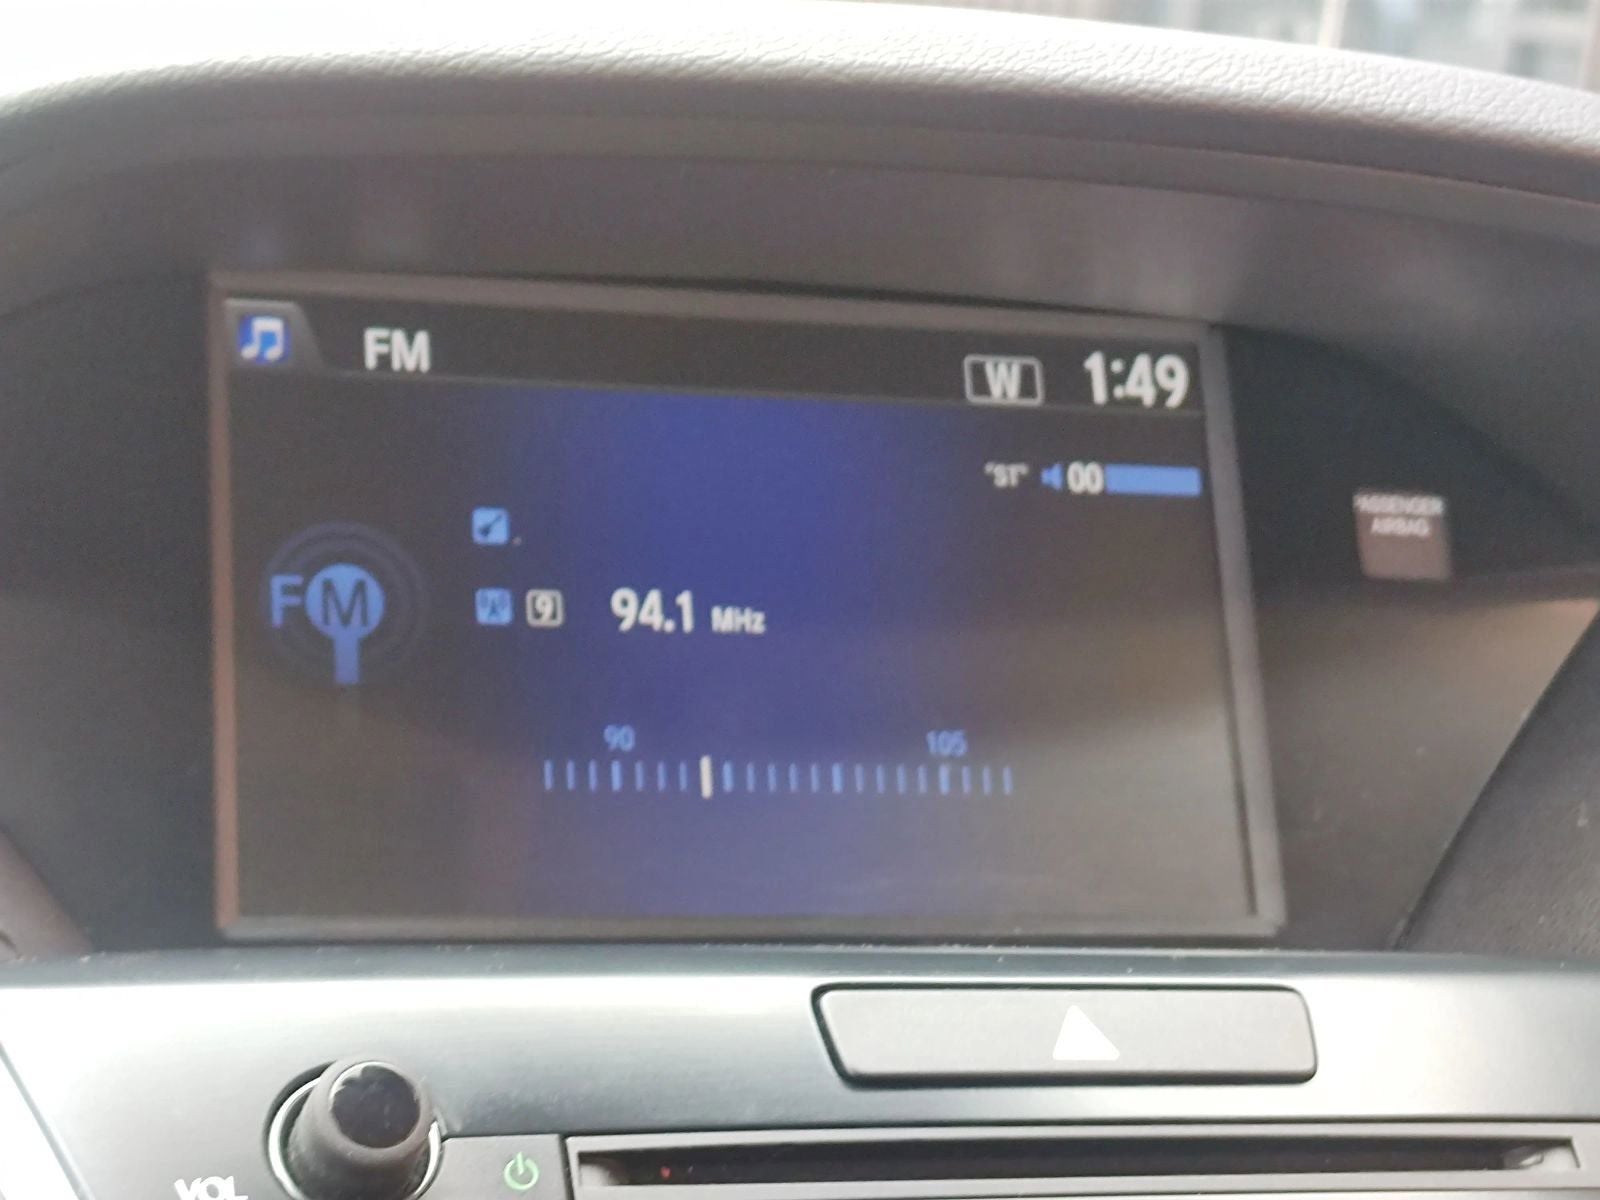 FM
W 1:49
"ST" 00
FM
9 94.1 MHz
90 105
PASSENGER
AIRBAG
VOL